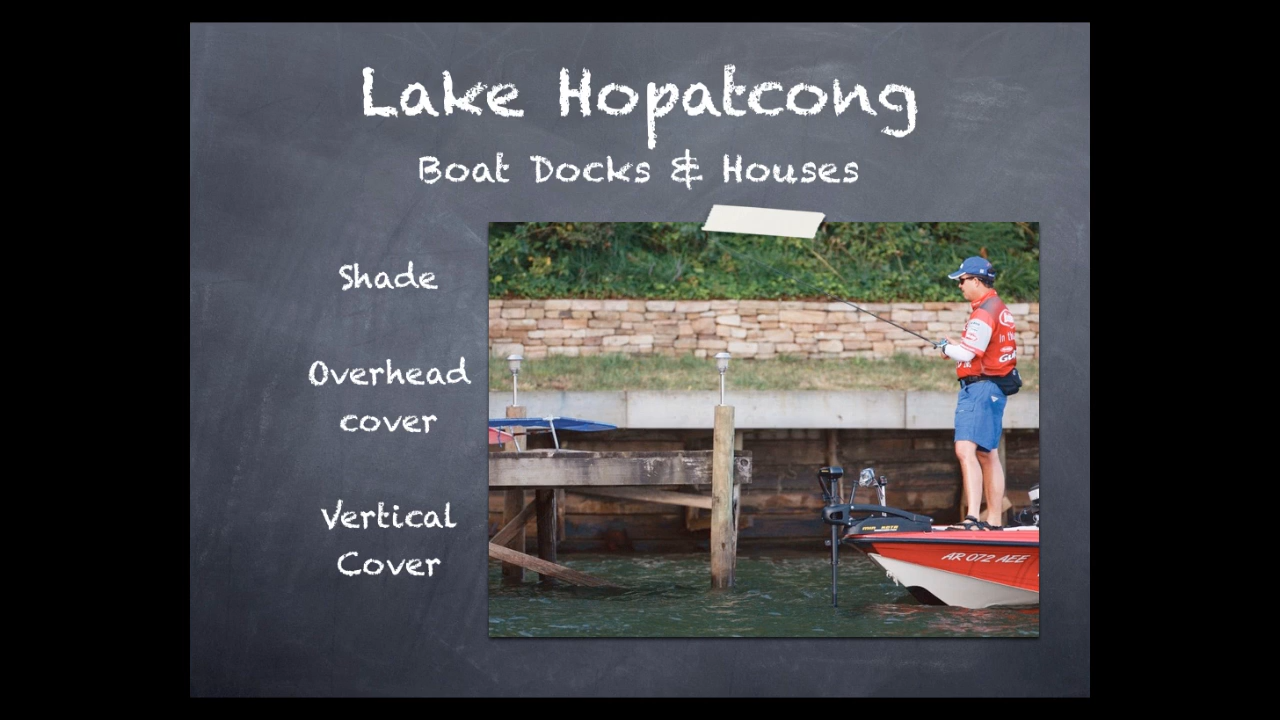 Lake Hopatcong
Boat Docks & Houses
Shade
Overhead
cover
Vertical
Cover
AR 072 AEE